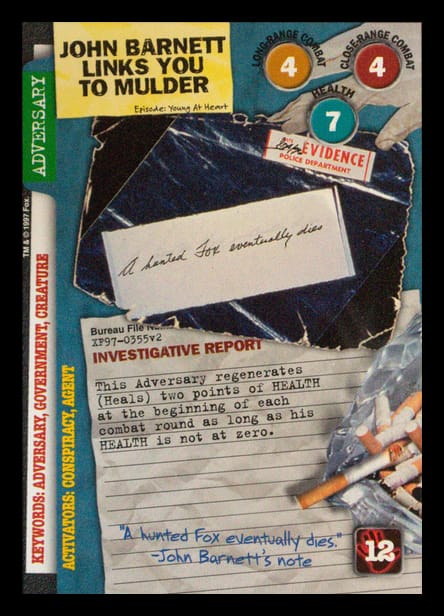 JOHN BARNETT
LINKS YOU
TO MULDER
Episode: Young At Heart
LONG-RANGE COMBAT
4
CLOSE-RANGE COMBAT
4
HEALTH
7
ADVERSARY
TM & © 1997 Fox.
KEYWORDS: ADVERSARY, GOVERNMENT, CREATURE
ACTIVATORS: CONSPIRACY, AGENT
EVIDENCE
POLICE DEPARTMENT
A hunted Fox eventually dies
Bureau File
XF97-0355v2
INVESTIGATIVE REPORT
This Adversary regenerates
(Heals) two points of HEALTH
at the beginning of each
combat round as long as his
HEALTH is not at zero.
"A hunted Fox eventually dies."
-John Barnett's note
12